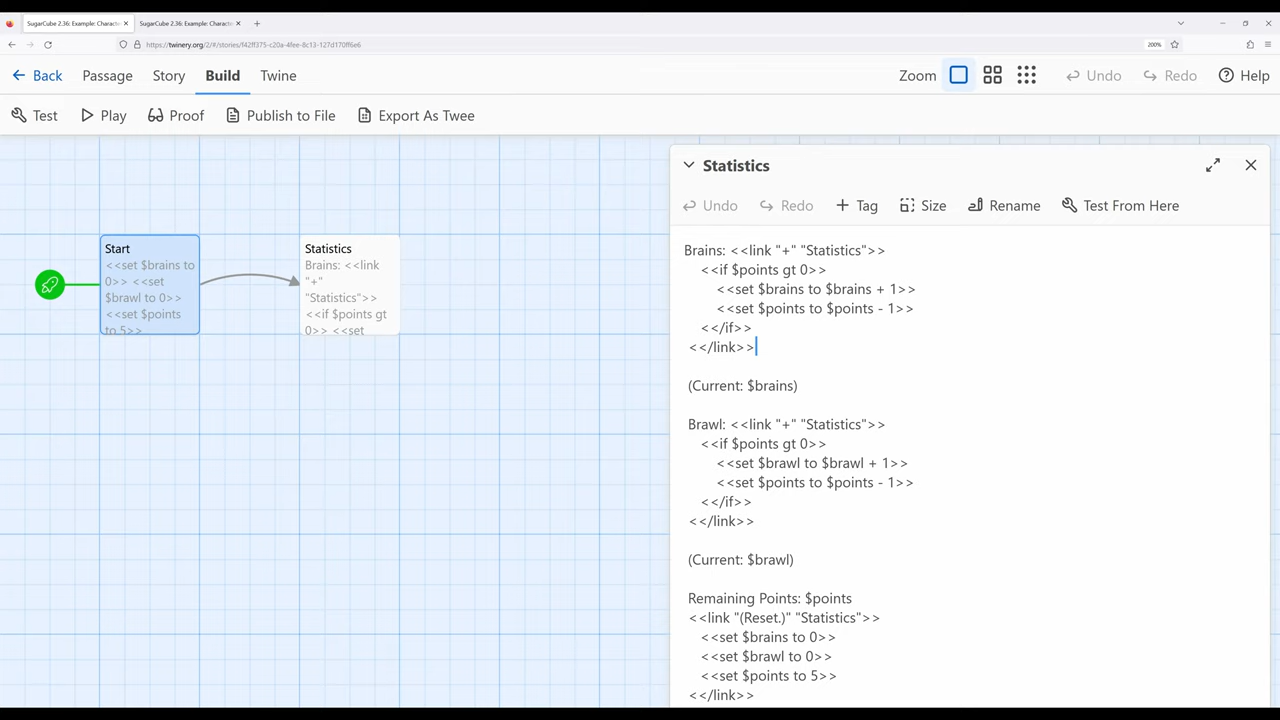 SugarCube 2.36: Example: Characte
SugarCube 2.36: Example: Charact
https://twinery.org/2/#/stories/f42ff375-c20a-4fee-8c13-127d170ff6e6
200%
Back
Passage
Story
Build
Twine
Zoom
Undo
Redo
Help
Test
Play
Proof
Publish to File
Export As Twee
Start
<<set $brains to
0>> <<set
$brawl to 0>>
<<set $points
to 5>>
Statistics
Brains: <<link
"+"
"Statistics">>
<<if $points gt
0>> <<set
Statistics
Undo
Redo
+ Tag
Size
Rename
Test From Here
Brains: <<link "+" "Statistics">>
<<if $points gt 0>>
<<set $brains to $brains + 1>>
<<set $points to $points - 1>>
<</if>>
<</link>>
(Current: $brains)
Brawl: <<link "+" "Statistics">>
<<if $points gt 0>>
<<set $brawl to $brawl + 1>>
<<set $points to $points - 1>>
<</if>>
<</link>>
(Current: $brawl)
Remaining Points: $points
<<link "(Reset.)" "Statistics">>
<<set $brains to 0>>
<<set $brawl to 0>>
<<set $points to 5>>
<</link>>